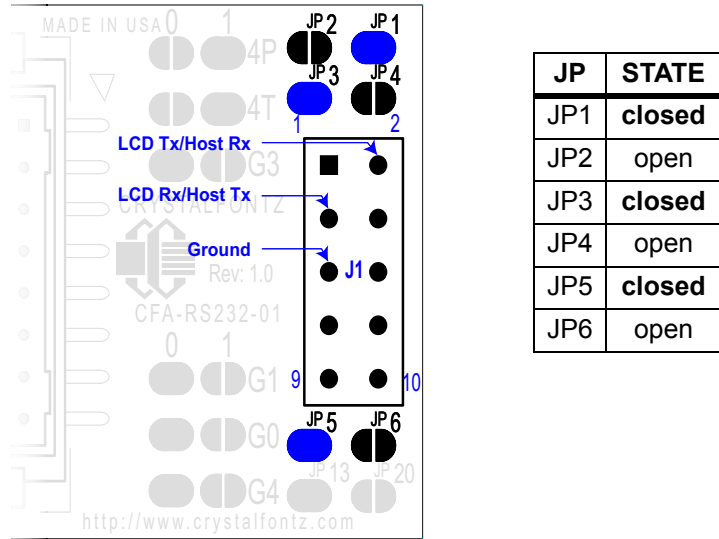 MADE IN USA 0 1 JP2 JP1
4P
JP3 JP4
4T
1 2
LCD Tx/Host Rx
G3
LCD Rx/Host Tx
CRYSTALFONTZ
Ground
J1
Rev: 1.0
CFA-RS232-01
0 1
G1 9 10
JP5 JP6
G0
JP13 JP20
G4
http://www.crystalfontz.com
JP STATE
JP1 closed
JP2 open
JP3 closed
JP4 open
JP5 closed
JP6 open